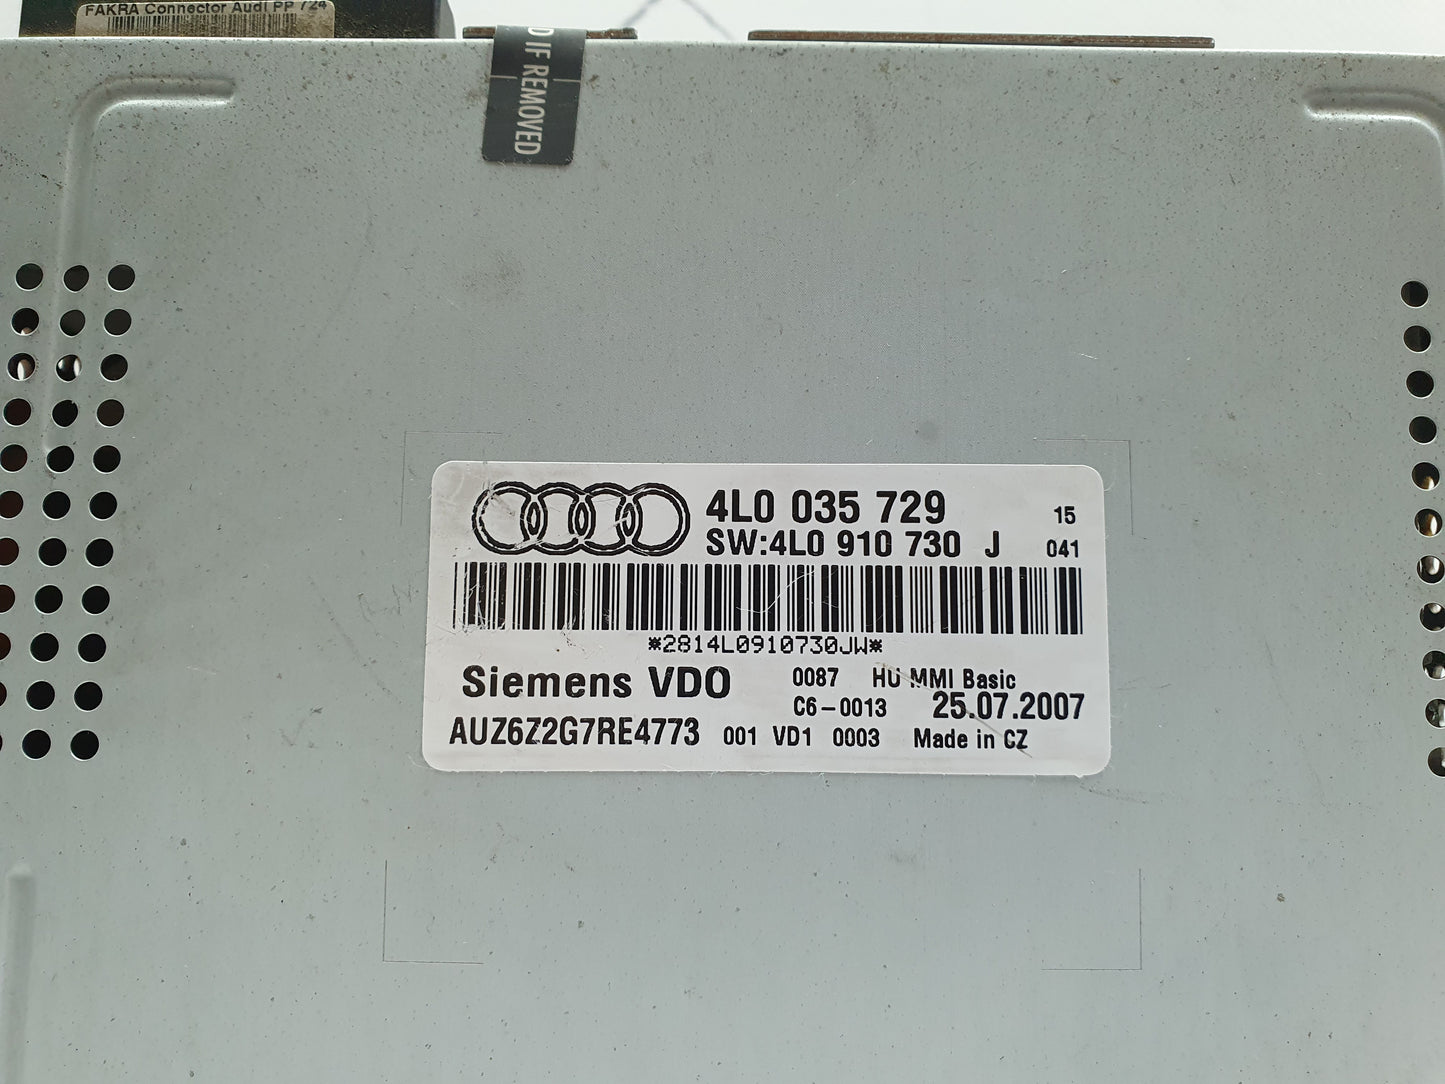 FAKRA Connector Audi PP 724
D IF REMOVED
4L0 035 729 15
SW:4L0 910 730 J 041
*2814L0910730JW*
Siemens VDO 0087 HU MMI Basic
C6-0013 25.07.2007
AUZ6Z2G7RE4773 001 VD1 0003 Made in CZ